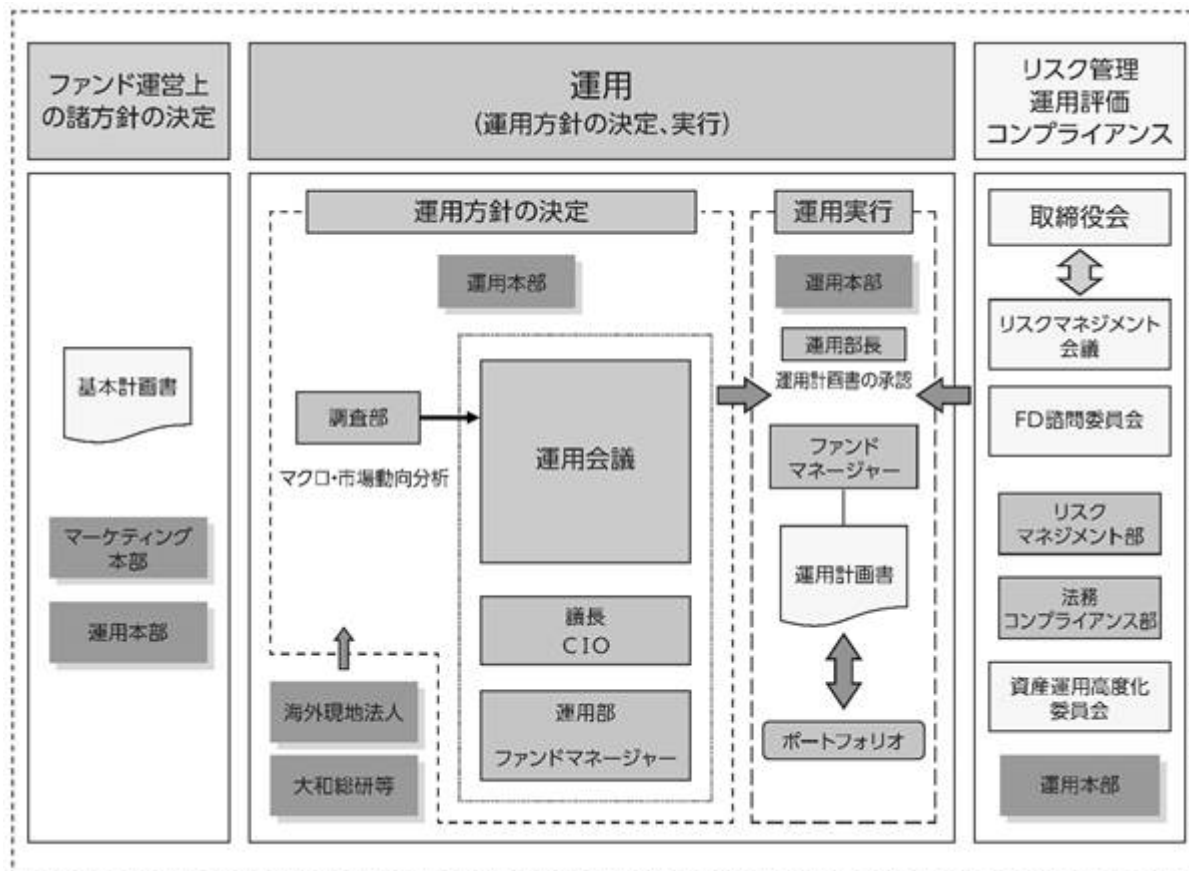 ファンド運営上
の諸方針の決定
運用
(運用方針の決定、実行)
リスク管理
運用評価
コンプライアンス
基本計画書
マーケティング
本部
運用本部
運用方針の決定
運用本部
調査部
マクロ・市場動向分析
運用会議
議長
CIO
運用部
ファンドマネージャー
海外現地法人
大和総研等
運用実行
運用本部
運用部長
運用計画書の承認
ファンド
マネージャー
運用計画書
ポートフォリオ
取締役会
リスクマネジメント
会議
FD諮問委員会
リスク
マネジメント部
法務
コンプライアンス部
資産運用高度化
委員会
運用本部